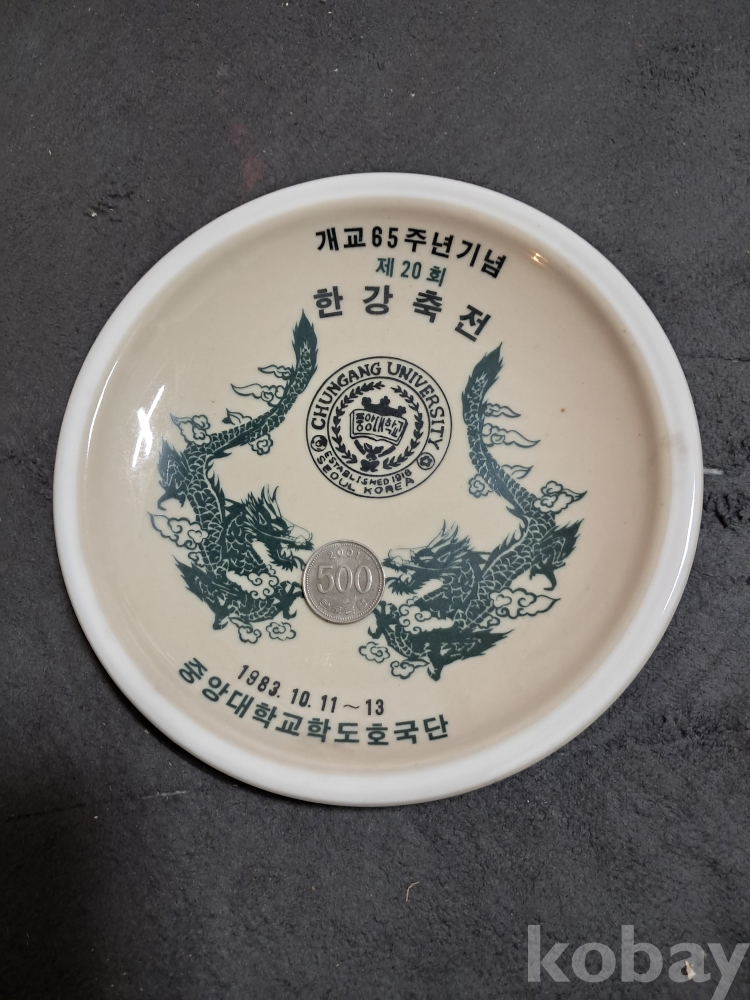 개교65주년기념
제20회
한강축전
CHUNGANG UNIVERSITY
중앙대학교
ESTABLISHED 1918
SEOUL KOREA
500
1983. 10. 11~13
중앙대학교학도호국단
kobay